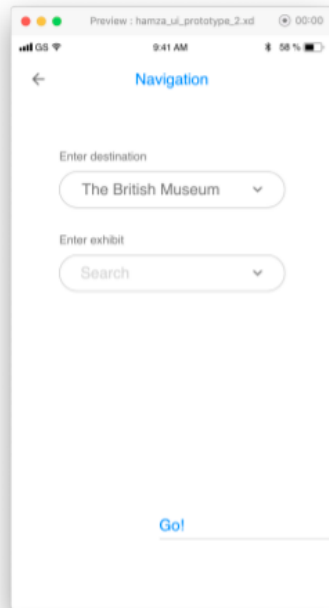 Preview : hamza_ui_prototype_2.xd 00:00
GS 9:41 AM 58 %
Navigation
Enter destination
The British Museum
Enter exhibit
Search
Go!